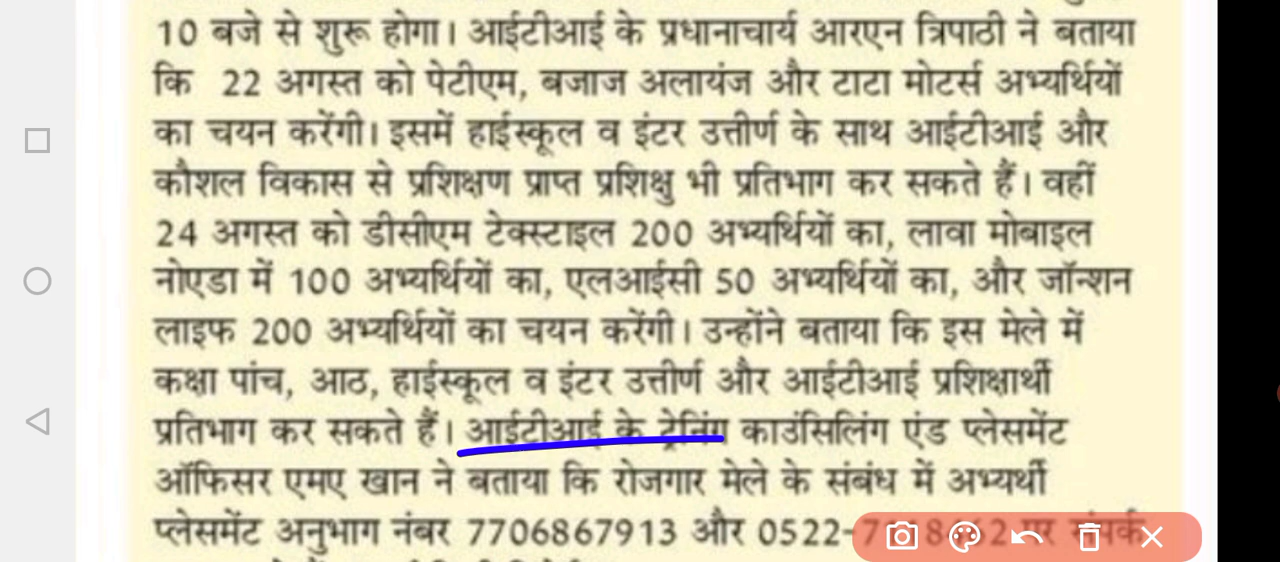 10 बजे से शुरू होगा। आईटीआई के प्रधानाचार्य आरएन त्रिपाठी ने बताया
कि 22 अगस्त को पेटीएम, बजाज अलायंज और टाटा मोटर्स अभ्यर्थियों
का चयन करेंगी। इसमें हाईस्कूल व इंटर उत्तीर्ण के साथ आईटीआई और
कौशल विकास से प्रशिक्षण प्राप्त प्रशिक्षु भी प्रतिभाग कर सकते हैं। वहीं
24 अगस्त को डीसीएम टेक्स्टाइल 200 अभ्यर्थियों का, लावा मोबाइल
नोएडा में 100 अभ्यर्थियों का, एलआईसी 50 अभ्यर्थियों का, और जॉन्शन
लाइफ 200 अभ्यर्थियों का चयन करेंगी। उन्होंने बताया कि इस मेले में
कक्षा पांच, आठ, हाईस्कूल व इंटर उत्तीर्ण और आईटीआई प्रशिक्षार्थी
प्रतिभाग कर सकते हैं। आईटीआई के ट्रेनिंग काउंसिलिंग एंड प्लेसमेंट
ऑफिसर एमए खान ने बताया कि रोजगार मेले के संबंध में अभ्यर्थी
प्लेसमेंट अनुभाग नंबर 7706867913 और पर संपर्क